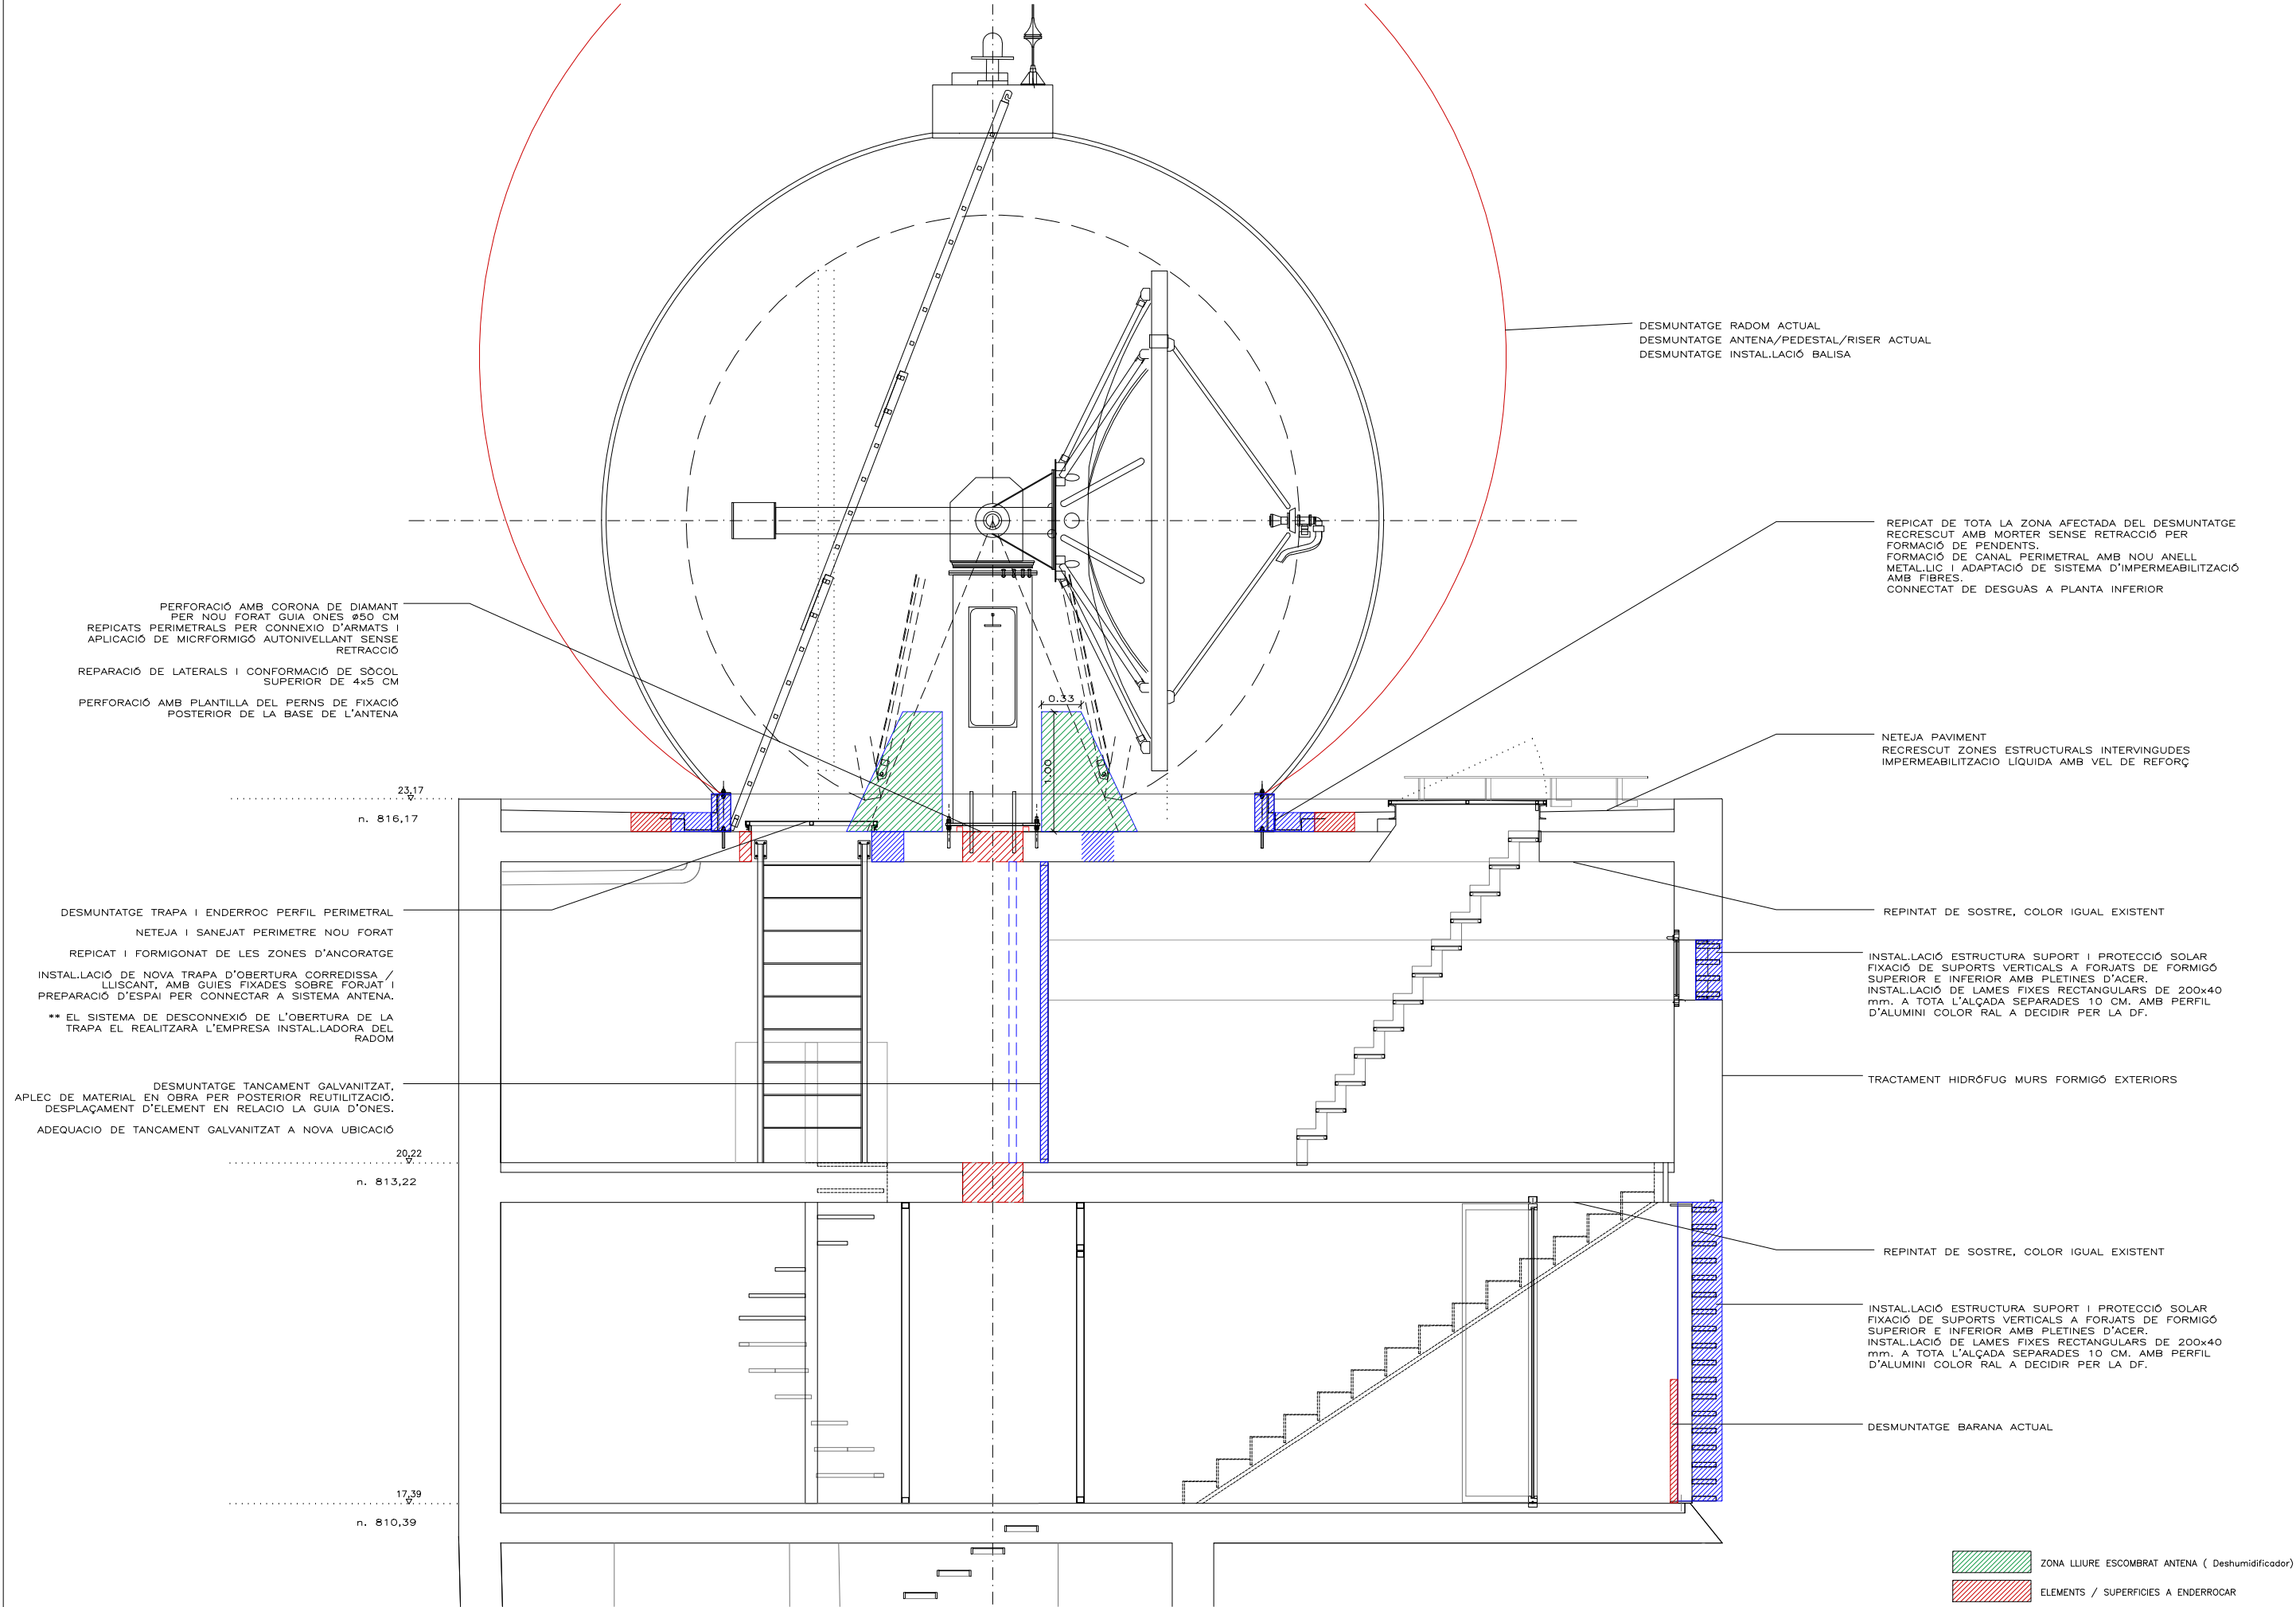 DESMUNTATGE RADOM ACTUAL
DESMUNTATGE ANTENA/PEDESTAL/RISER ACTUAL
DESMUNTATGE INSTAL.LACIÓ BALISA
REPICAT DE TOTA LA ZONA AFECTADA DEL DESMUNTATGE
RECRESCUT AMB MORTER SENSE RETRACCIÓ PER
FORMACIÓ DE PENDENTS.
FORMACIÓ DE CANAL PERIMETRAL AMB NOU ANELL
METAL.LIC I ADAPTACIÓ DE SISTEMA D'IMPERMEABILITZACIÓ
AMB FIBRES.
CONNECTAT DE DESGUÀS A PLANTA INFERIOR
PERFORACIÓ AMB CORONA DE DIAMANT
PER NOU FORAT GUIA ONES ø50 CM
REPICATS PERIMETRALS PER CONNEXIO D'ARMATS I
APLICACIÓ DE MICRFORMIGÓ AUTONIVELLANT SENSE
RETRACCIÓ
REPARACIÓ DE LATERALS I CONFORMACIÓ DE SÒCOL
SUPERIOR DE 4x5 CM
PERFORACIÓ AMB PLANTILLA DEL PERNS DE FIXACIÓ
POSTERIOR DE LA BASE DE L'ANTENA
0.33
1.00
NETEJA PAVIMENT
RECRESCUT ZONES ESTRUCTURALS INTERVINGUDES
IMPERMEABILITZACIO LÍQUIDA AMB VEL DE REFORÇ
23,17
n. 816,17
DESMUNTATGE TRAPA I ENDERROC PERFIL PERIMETRAL
NETEJA I SANEJAT PERIMETRE NOU FORAT
REPICAT I FORMIGONAT DE LES ZONES D'ANCORATGE
INSTAL.LACIÓ DE NOVA TRAPA D'OBERTURA CORREDISSA /
LLISCANT, AMB GUIES FIXADES SOBRE FORJAT I
PREPARACIÓ D'ESPAI PER CONNECTAR A SISTEMA ANTENA.
** EL SISTEMA DE DESCONNEXIÓ DE L'OBERTURA DE LA
TRAPA EL REALITZARÀ L'EMPRESA INSTAL.LADORA DEL
RADOM
REPINTAT DE SOSTRE, COLOR IGUAL EXISTENT
INSTAL.LACIÓ ESTRUCTURA SUPORT I PROTECCIÓ SOLAR
FIXACIÓ DE SUPORTS VERTICALS A FORJATS DE FORMIGÓ
SUPERIOR E INFERIOR AMB PLETINES D'ACER.
INSTAL.LACIÓ DE LAMES FIXES RECTANGULARS DE 200x40
mm. A TOTA L'ALÇADA SEPARADES 10 CM. AMB PERFIL
D'ALUMINI COLOR RAL A DECIDIR PER LA DF.
TRACTAMENT HIDRÓFUG MURS FORMIGÓ EXTERIORS
DESMUNTATGE TANCAMENT GALVANITZAT,
APLEC DE MATERIAL EN OBRA PER POSTERIOR REUTILITZACIÓ.
DESPLAÇAMENT D'ELEMENT EN RELACIO LA GUIA D'ONES.
ADEQUACIO DE TANCAMENT GALVANITZAT A NOVA UBICACIÓ
20,22
n. 813,22
REPINTAT DE SOSTRE, COLOR IGUAL EXISTENT
INSTAL.LACIÓ ESTRUCTURA SUPORT I PROTECCIÓ SOLAR
FIXACIÓ DE SUPORTS VERTICALS A FORJATS DE FORMIGÓ
SUPERIOR E INFERIOR AMB PLETINES D'ACER.
INSTAL.LACIÓ DE LAMES FIXES RECTANGULARS DE 200x40
mm. A TOTA L'ALÇADA SEPARADES 10 CM. AMB PERFIL
D'ALUMINI COLOR RAL A DECIDIR PER LA DF.
DESMUNTATGE BARANA ACTUAL
17,39
n. 810,39
ZONA LLIURE ESCOMBRAT ANTENA ( Deshumidificador)
ELEMENTS / SUPERFICIES A ENDERROCAR